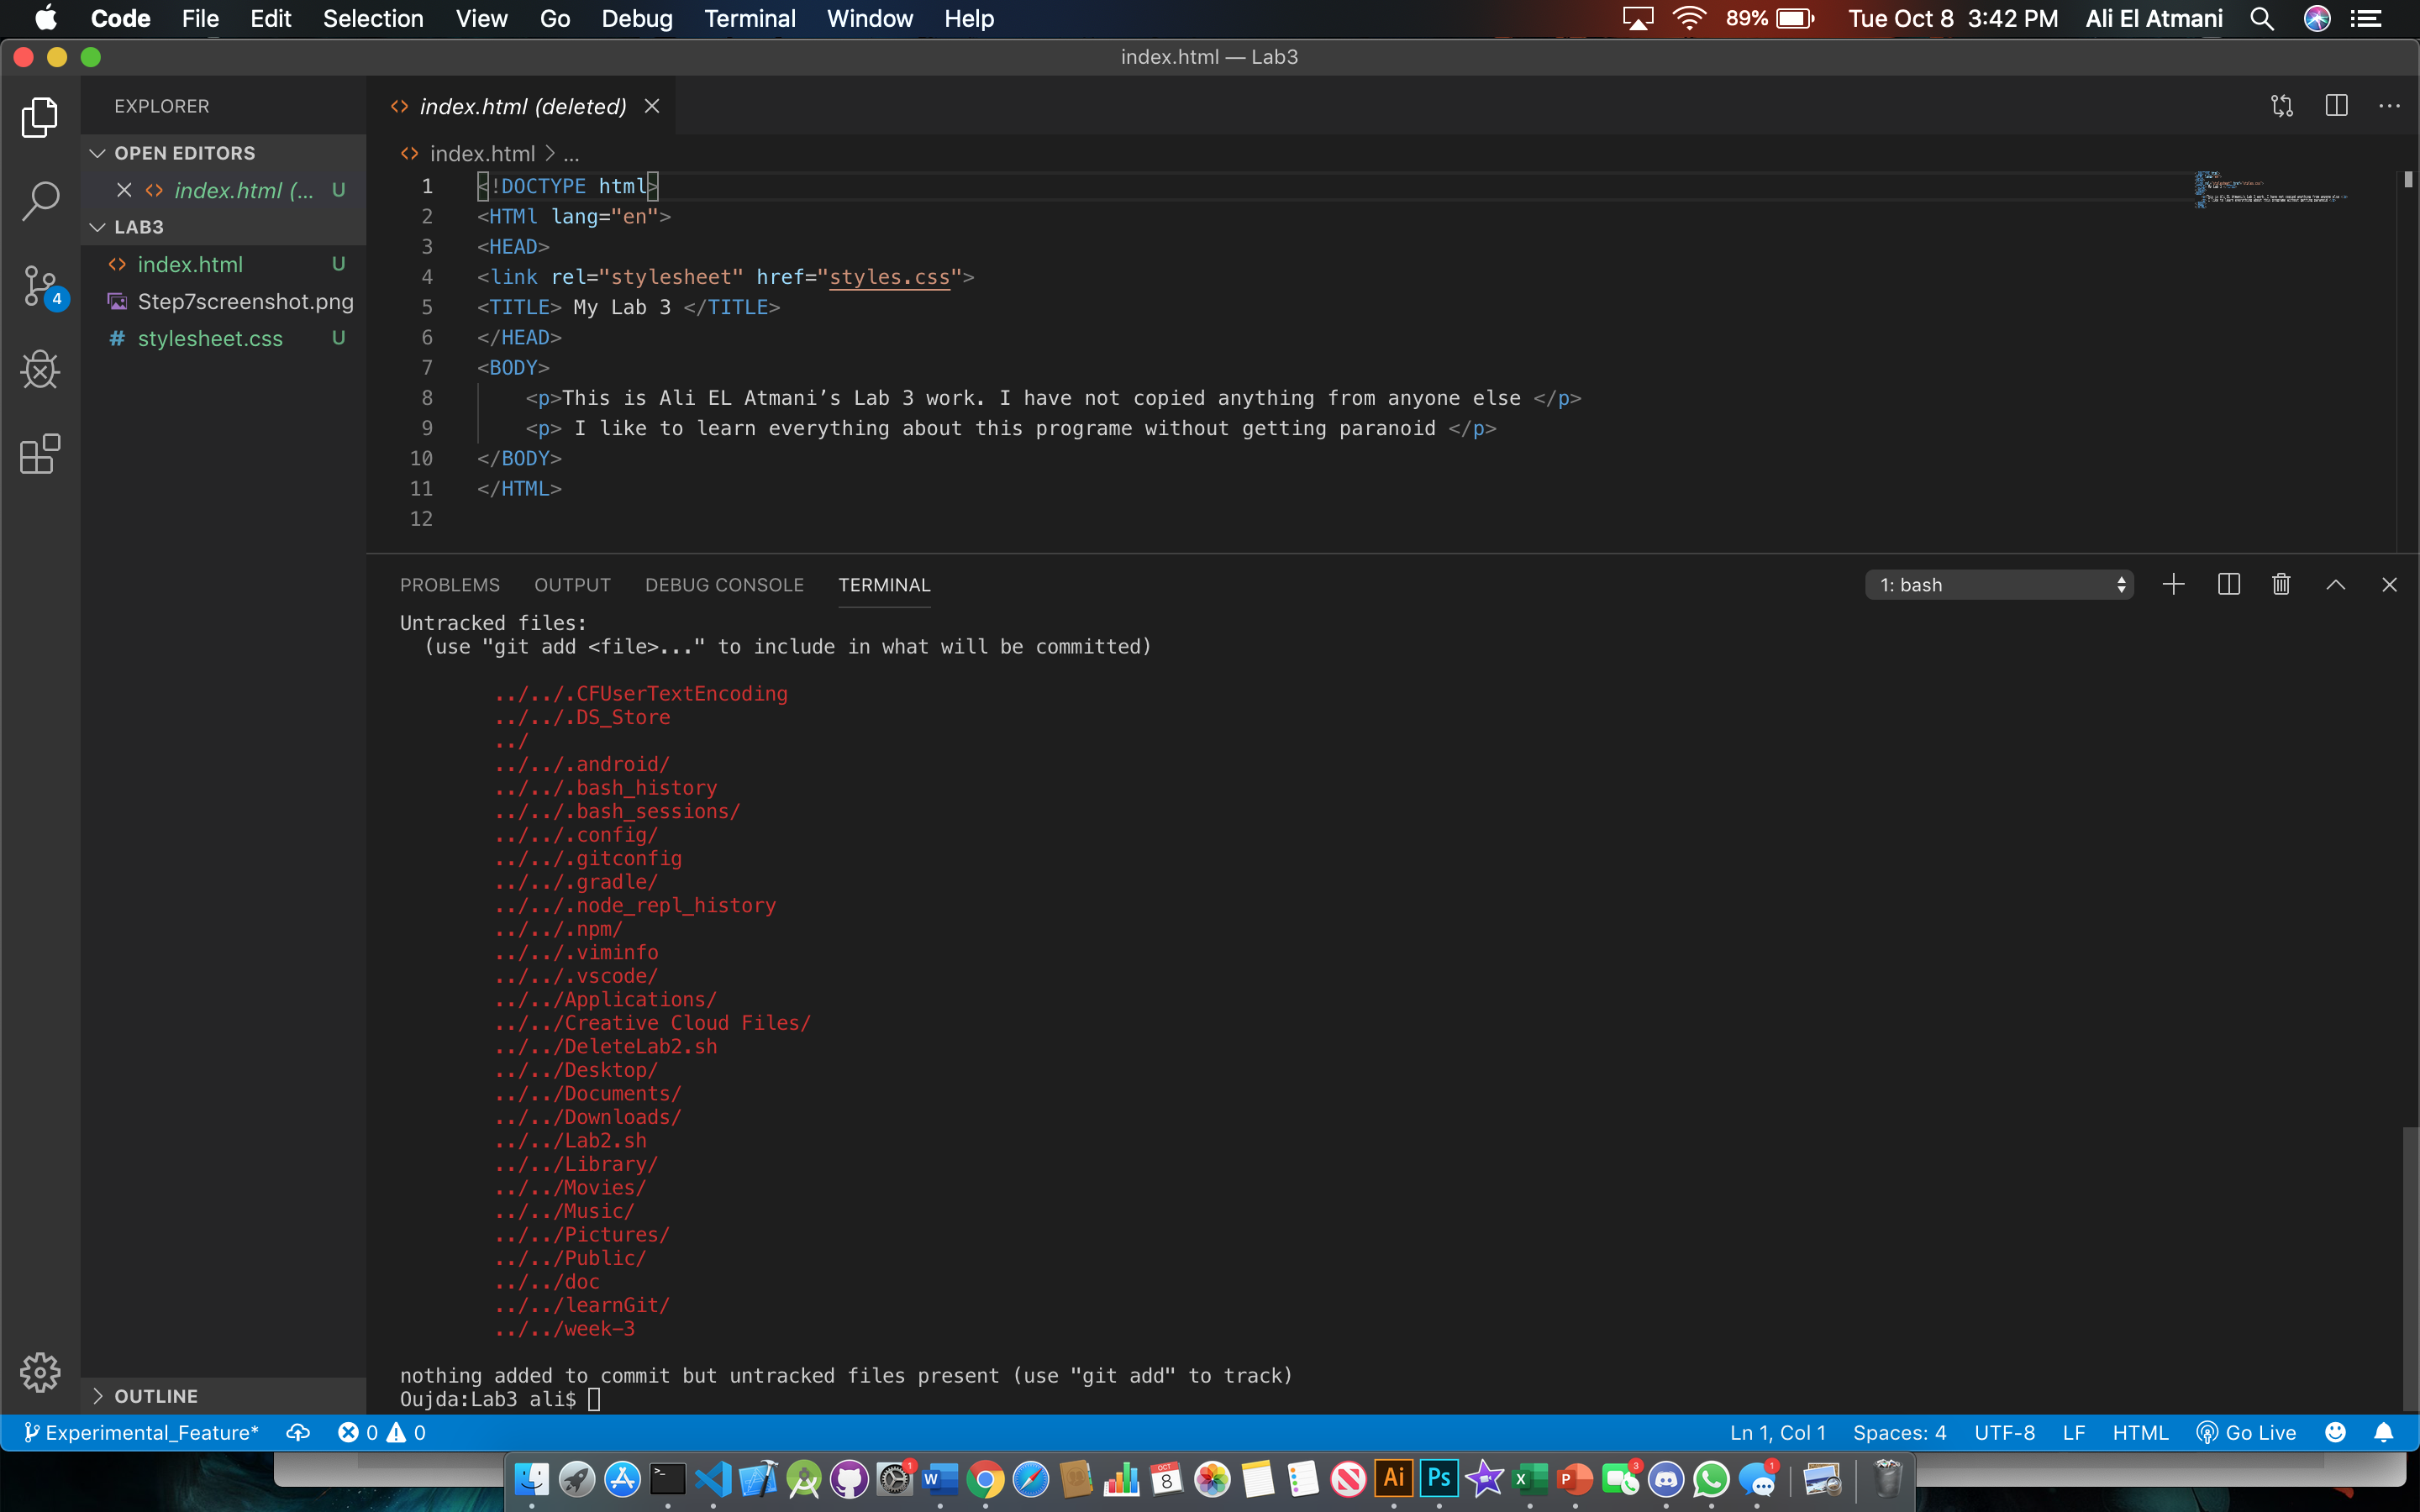 Code File Edit Selection View Go Debug Terminal Window Help 89% Tue Oct 8 3:42 PM Ali El Atmani
index.html — Lab3
EXPLORER
OPEN EDITORS
index.html (... U
LAB3
index.html U
Step7screenshot.png
stylesheet.css U
4
OUTLINE
index.html (deleted)
index.html > ...
1 <!DOCTYPE html>
2 <HTMl lang="en">
3 <HEAD>
4 <link rel="stylesheet" href="styles.css">
5 <TITLE> My Lab 3 </TITLE>
6 </HEAD>
7 <BODY>
8 <p>This is Ali EL Atmani’s Lab 3 work. I have not copied anything from anyone else </p>
9 <p> I like to learn everything about this programe without getting paranoid </p>
10 </BODY>
11 </HTML>
12
PROBLEMS OUTPUT DEBUG CONSOLE TERMINAL 1: bash
Untracked files:
(use "git add <file>..." to include in what will be committed)
../../.CFUserTextEncoding
../../.DS_Store
../
../../.android/
../../.bash_history
../../.bash_sessions/
../../.config/
../../.gitconfig
../../.gradle/
../../.node_repl_history
../../.npm/
../../.viminfo
../../.vscode/
../../Applications/
../../Creative Cloud Files/
../../DeleteLab2.sh
../../Desktop/
../../Documents/
../../Downloads/
../../Lab2.sh
../../Library/
../../Movies/
../../Music/
../../Pictures/
../../Public/
../../doc
../../learnGit/
../../week-3
nothing added to commit but untracked files present (use "git add" to track)
Oujda:Lab3 ali$
Experimental_Feature* 0 0 Ln 1, Col 1 Spaces: 4 UTF-8 LF HTML Go Live
1 W OCT 8 Ai Ps X P 3 1